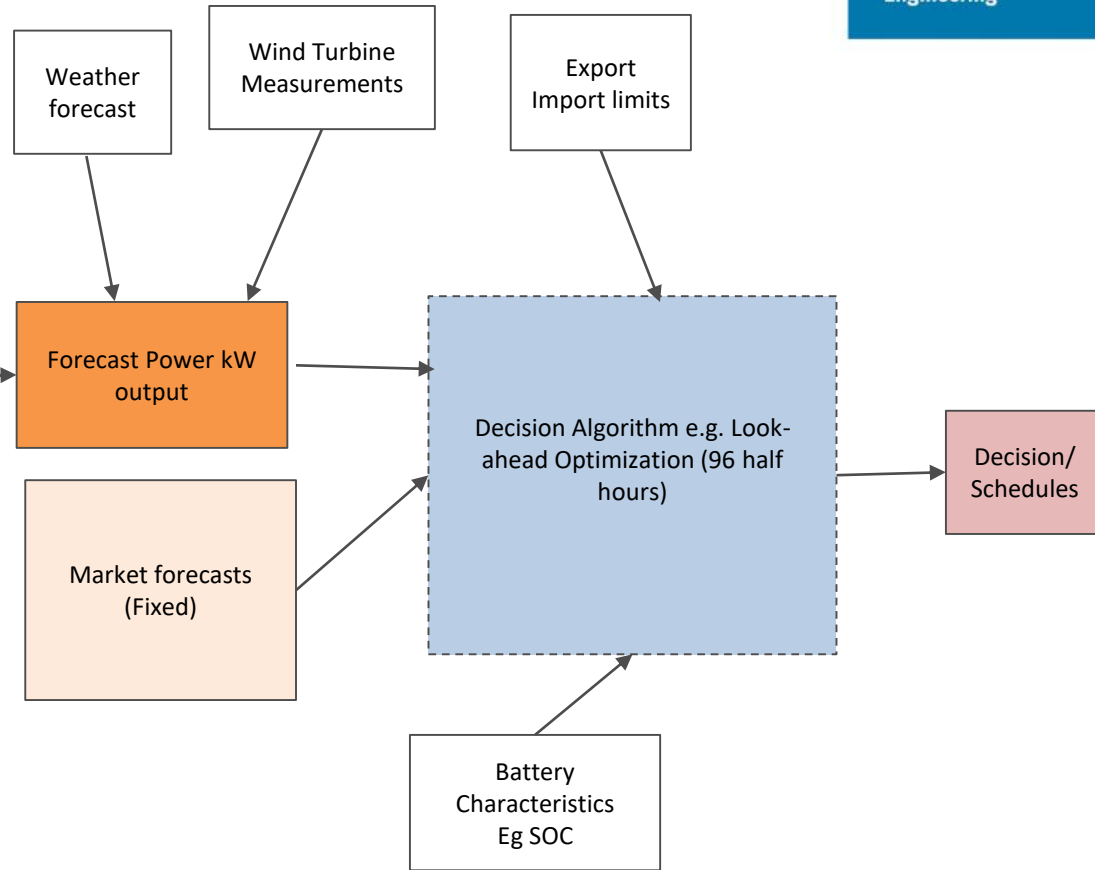 Engineering
Weather
forecast
Wind Turbine
Measurements
Export
Import limits
Forecast Power kW
output
Decision Algorithm e.g. Look-
ahead Optimization (96 half
hours)
Decision/
Schedules
Market forecasts
(Fixed)
Battery
Characteristics
Eg SOC